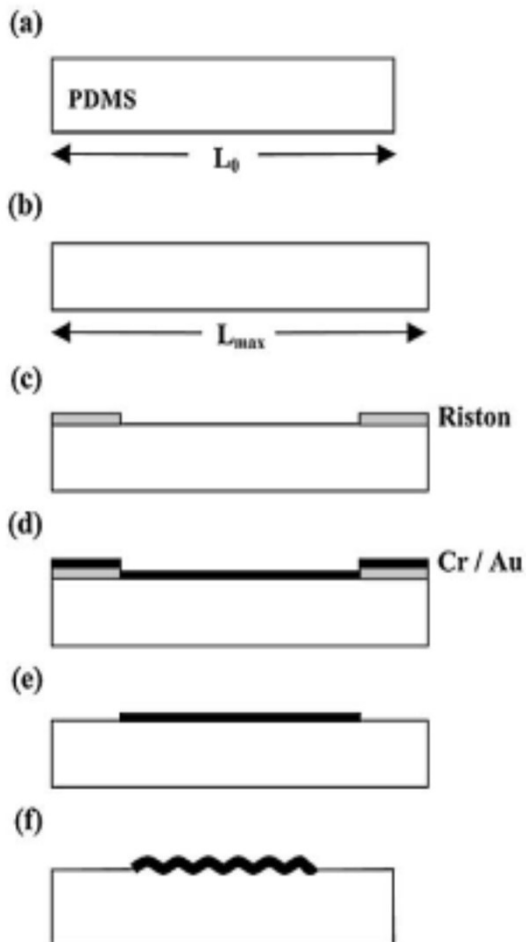 (a)
PDMS
L₀
(b)
Lmax
(c)
Riston
(d)
Cr / Au
(e)
(f)